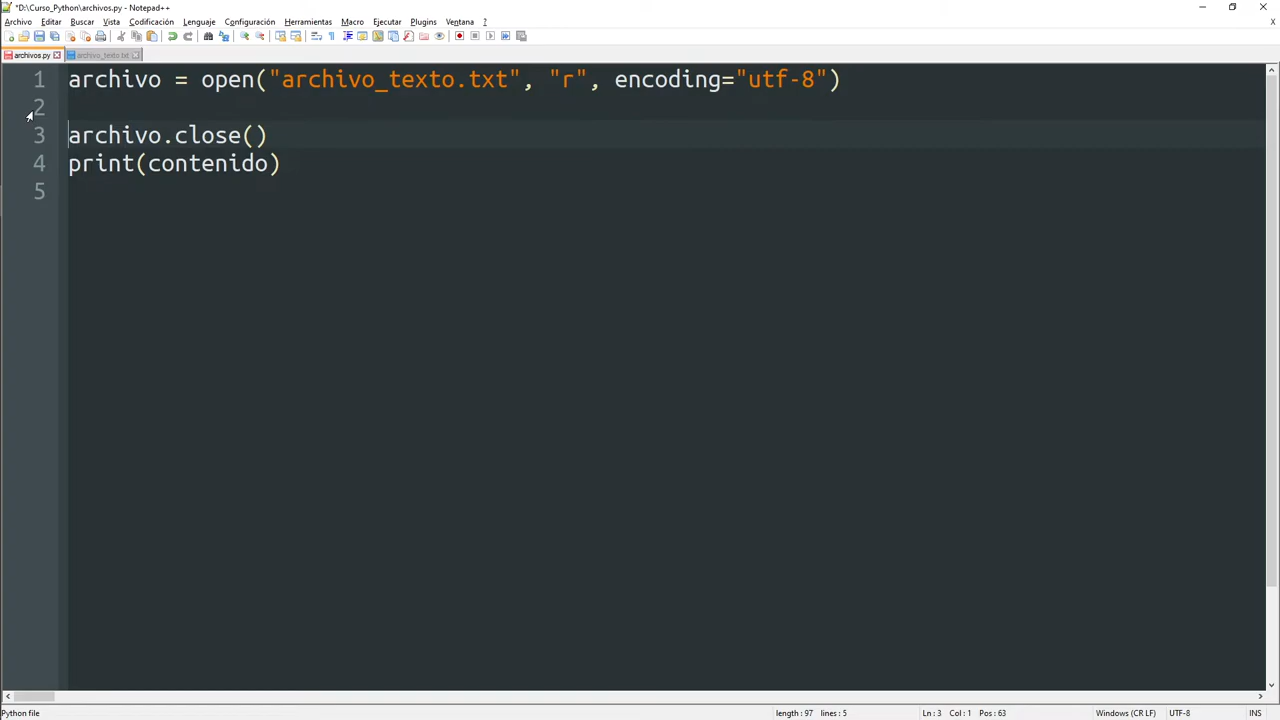 *D:\Curso_Python\archivos.py - Notepad++
Archivo Editar Buscar Vista Codificación Lenguaje Configuración Herramientas Macro Ejecutar Plugins Ventana ?
X
archivos.py archivo_texto.txt
1 archivo = open("archivo_texto.txt", "r", encoding="utf-8")
2
3 archivo.close()
4 print(contenido)
5
Python file length : 97 lines : 5 Ln : 3 Col : 1 Pos : 63 Windows (CR LF) UTF-8 INS